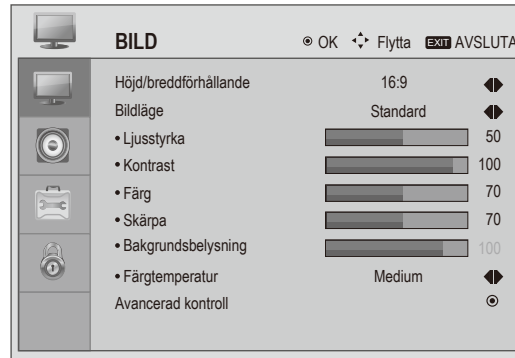 BILD OK Flytta EXIT AVSLUTA
Höjd/breddförhållande 16:9
Bildläge Standard
• Ljusstyrka 50
• Kontrast 100
• Färg 70
• Skärpa 70
• Bakgrundsbelysning 100
• Färgtemperatur Medium
Avancerad kontroll